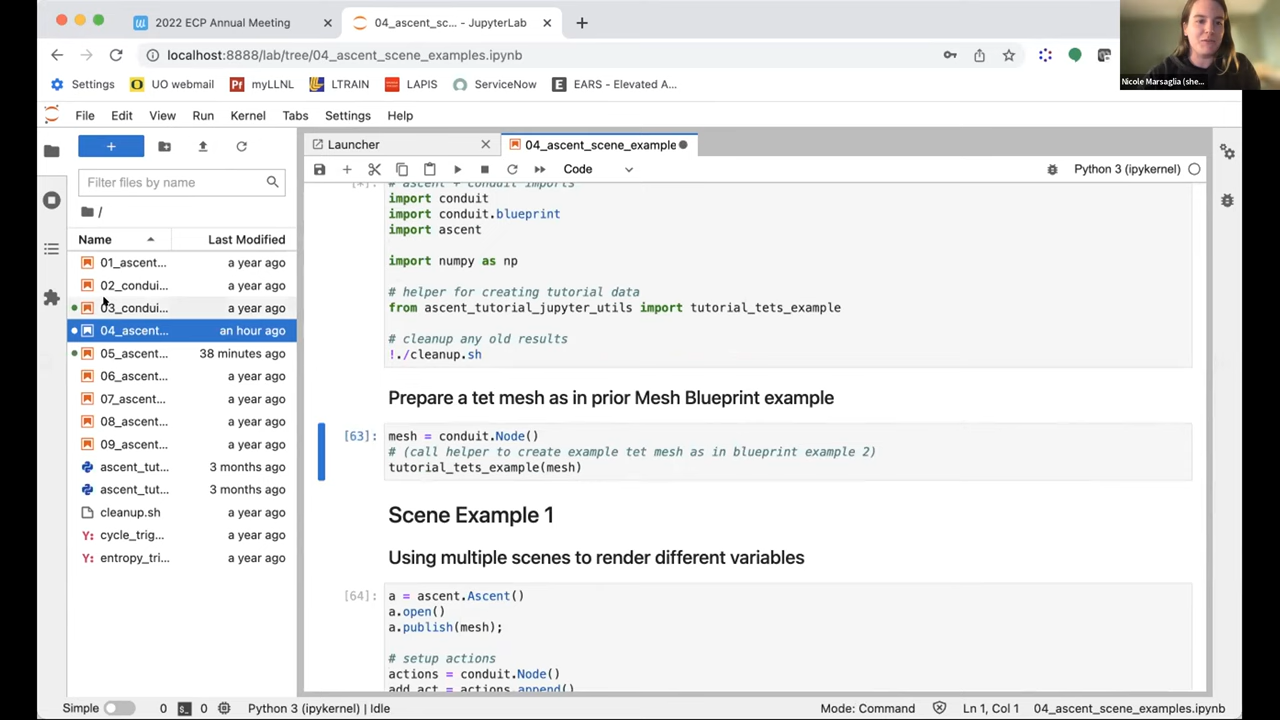 2022 ECP Annual Meeting
04_ascent_sc... - JupyterLab
localhost:8888/lab/tree/04_ascent_scene_examples.ipynb
Nicole Marsaglia (she...
Settings
UO webmail
myLLNL
LTRAIN
LAPIS
ServiceNow
EARS - Elevated A...
File Edit View Run Kernel Tabs Settings Help
Launcher
04_ascent_scene_example
Filter files by name
Code
Python 3 (ipykernel)
/
Name Last Modified
01_ascent... a year ago
02_condui... a year ago
03_condui... a year ago
04_ascent... an hour ago
05_ascent... 38 minutes ago
06_ascent... a year ago
07_ascent... a year ago
08_ascent... a year ago
09_ascent... a year ago
ascent_tut... 3 months ago
ascent_tut... 3 months ago
cleanup.sh a year ago
cycle_trig... a year ago
entropy_tri... a year ago
[*]: # ascent + conduit imports
import conduit
import conduit.blueprint
import ascent
import numpy as np
# helper for creating tutorial data
from ascent_tutorial_jupyter_utils import tutorial_tets_example
# cleanup any old results
!./cleanup.sh
Prepare a tet mesh as in prior Mesh Blueprint example
[63]: mesh = conduit.Node()
# (call helper to create example tet mesh as in blueprint example 2)
tutorial_tets_example(mesh)
Scene Example 1
Using multiple scenes to render different variables
[64]: a = ascent.Ascent()
a.open()
a.publish(mesh);
# setup actions
actions = conduit.Node()
add_act = actions.append()
Simple 0 0 Python 3 (ipykernel) | Idle
Mode: Command Ln 1, Col 1 04_ascent_scene_examples.ipynb